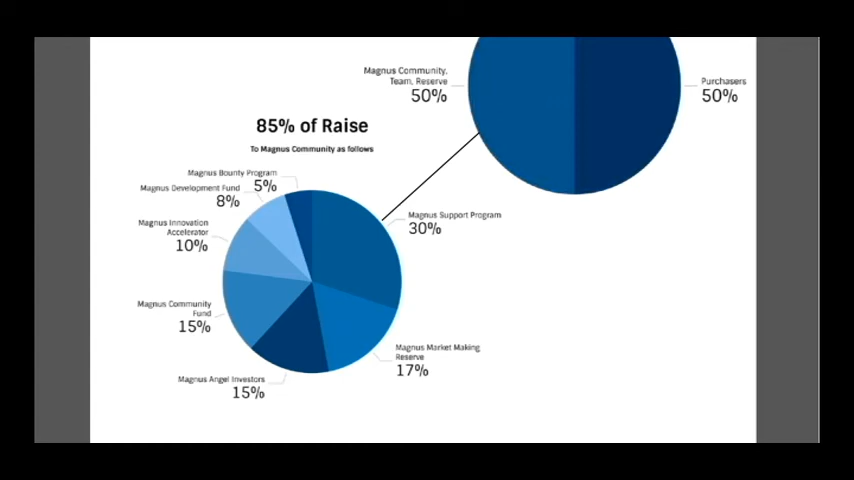 Magnus Community,
Team, Reserve
50%
Purchasers
50%
85% of Raise
To Magnus Community as follows
Magnus Bounty Program
5%
Magnus Development Fund
8%
Magnus Support Program
30%
Magnus Innovation
Accelerator
10%
Magnus Community
Fund
15%
Magnus Market Making
Reserve
17%
Magnus Angel Investors
15%